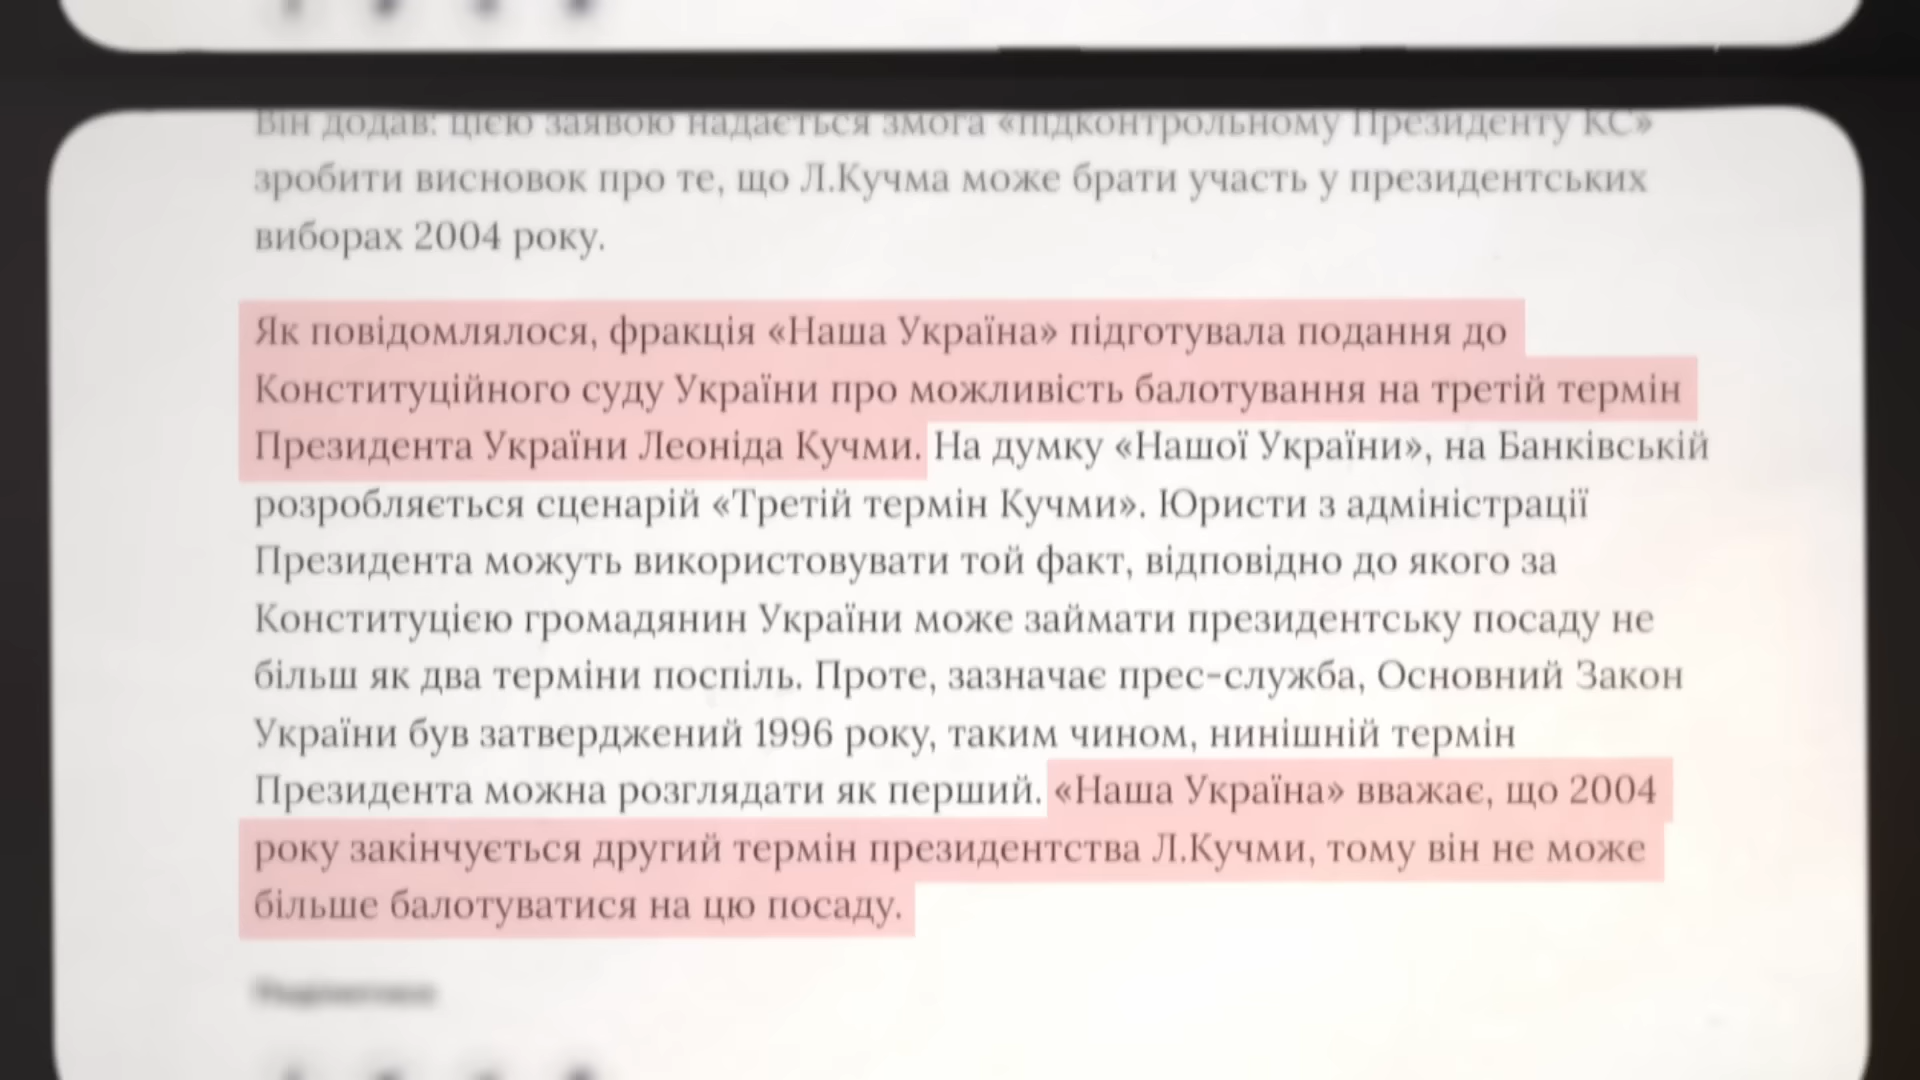 Він додав: цією заявою надається змога «підконтрольному Президенту КС»
зробити висновок про те, що Л.Кучма може брати участь у президентських
виборах 2004 року.
Як повідомлялося, фракція «Наша Україна» підготувала подання до
Конституційного суду України про можливість балотування на третій термін
Президента України Леоніда Кучми. На думку «Нашої України», на Банківській
розробляється сценарій «Третій термін Кучми». Юристи з адміністрації
Президента можуть використовувати той факт, відповідно до якого за
Конституцією громадянин України може займати президентську посаду не
більш як два терміни поспіль. Проте, зазначає прес-служба, Основний Закон
України був затверджений 1996 року, таким чином, нинішній термін
Президента можна розглядати як перший. «Наша Україна» вважає, що 2004
року закінчується другий термін президентства Л.Кучми, тому він не може
більше балотуватися на цю посаду.